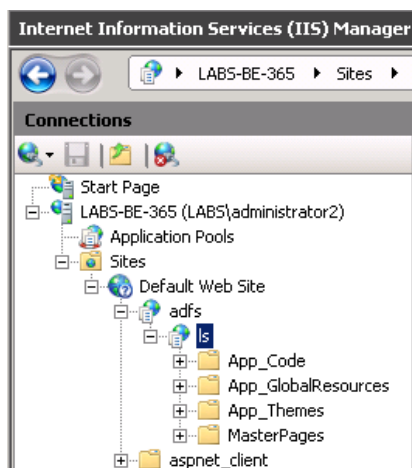 Internet Information Services (IIS) Manager
LABS-BE-365 Sites
Connections
Start Page
LABS-BE-365 (LABS\administrator2)
Application Pools
Sites
Default Web Site
adfs
ls
App_Code
App_GlobalResources
App_Themes
MasterPages
aspnet_client